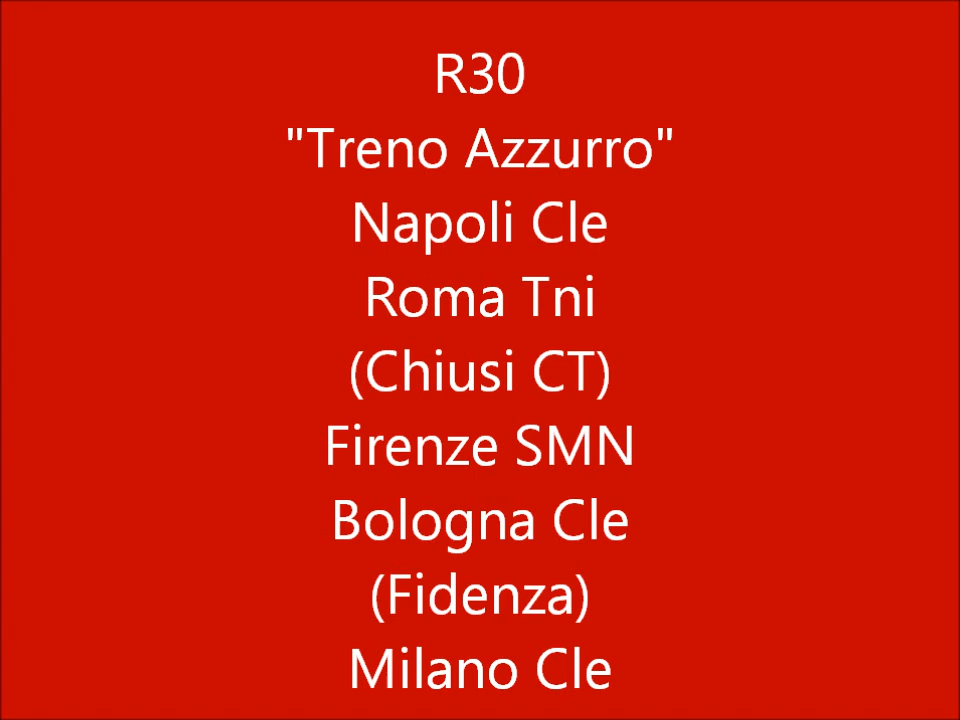 R30
"Treno Azzurro"
Napoli Cle
Roma Tni
(Chiusi CT)
Firenze SMN
Bologna Cle
(Fidenza)
Milano Cle